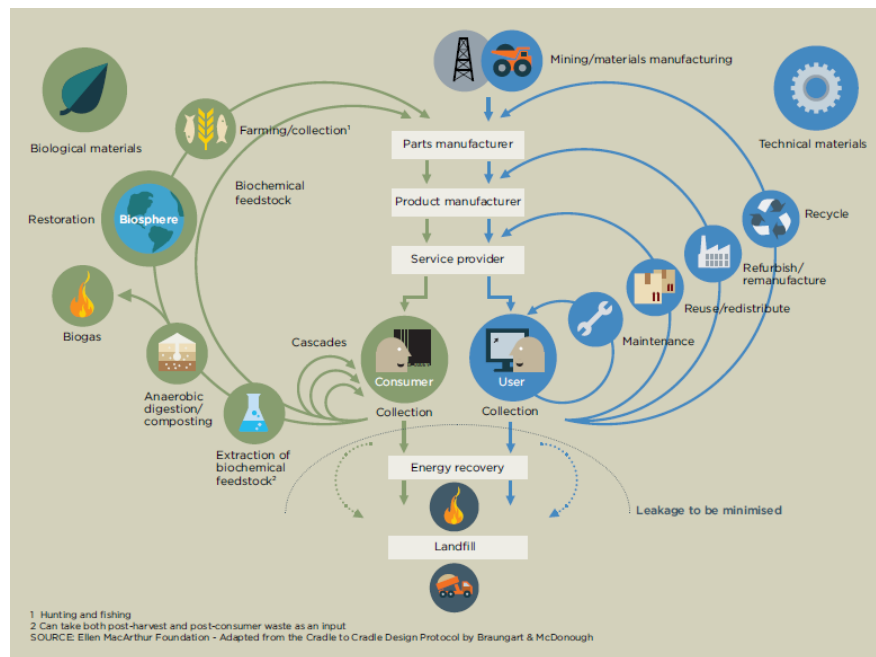 Mining/materials manufacturing
Biological materials
Farming/collection¹
Technical materials
Parts manufacturer
Biochemical
feedstock
Product manufacturer
Restoration
Biosphere
Recycle
Service provider
Refurbish/
remanufacture
Biogas
Reuse/redistribute
Cascades
Maintenance
Consumer
User
Anaerobic
digestion/
composting
Collection
Collection
Extraction of
biochemical
feedstock²
Energy recovery
Leakage to be minimised
Landfill
1 Hunting and fishing
2 Can take both post-harvest and post-consumer waste as an input
SOURCE: Ellen MacArthur Foundation - Adapted from the Cradle to Cradle Design Protocol by Braungart & McDonough